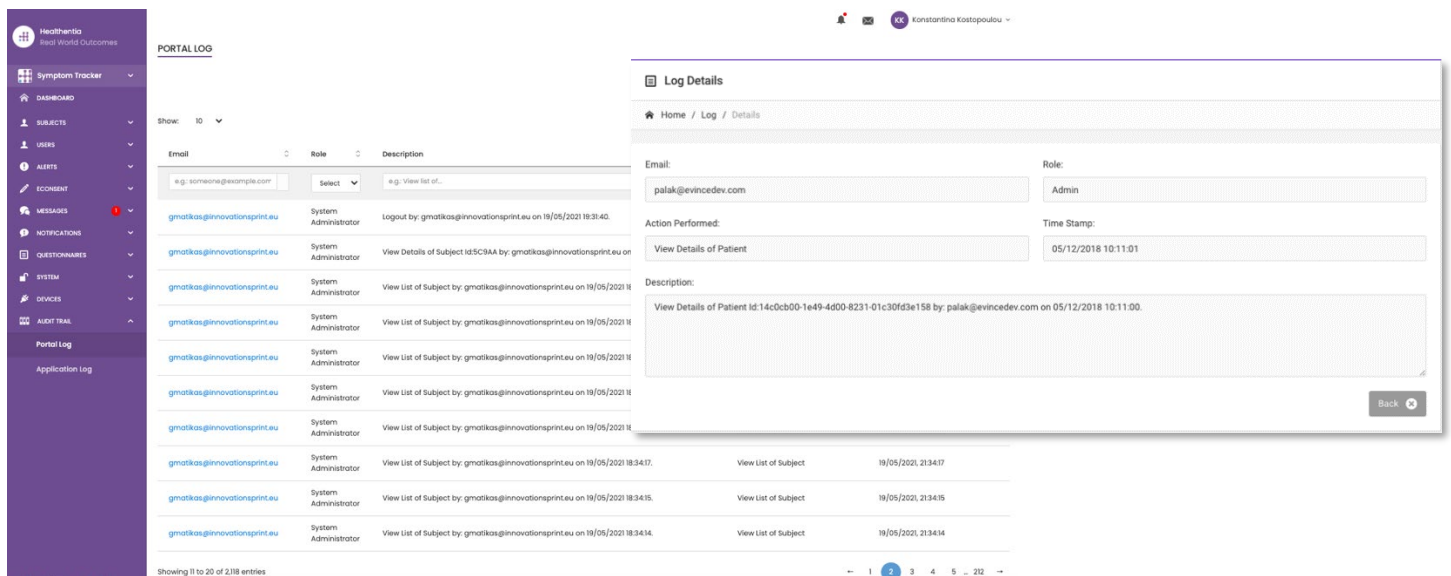 Healthentia
Real World Outcomes
Symptom Tracker
DASHBOARD
SUBJECTS
USERS
ALERTS
ECONSENT
MESSAGES 1
NOTIFICATIONS
QUESTIONNAIRES
SYSTEM
DEVICES
AUDIT TRAIL
Portal Log
Application Log
KK Konstantina Kostopoulou
PORTAL LOG
Show: 10
Email Role Description
e.g.: someone@example.com Select e.g.: View list of...
gmatikas@innovationsprint.eu System Administrator Logout by: gmatikas@innovationsprint.eu on 19/05/2021 19:31:40.
gmatikas@innovationsprint.eu System Administrator View Details of Subject Id:5C9AA by: gmatikas@innovationsprint.eu on
gmatikas@innovationsprint.eu System Administrator View List of Subject by: gmatikas@innovationsprint.eu on 19/05/2021 18
gmatikas@innovationsprint.eu System Administrator View List of Subject by: gmatikas@innovationsprint.eu on 19/05/2021 18
gmatikas@innovationsprint.eu System Administrator View List of Subject by: gmatikas@innovationsprint.eu on 19/05/2021 18
gmatikas@innovationsprint.eu System Administrator View List of Subject by: gmatikas@innovationsprint.eu on 19/05/2021 18
gmatikas@innovationsprint.eu System Administrator View List of Subject by: gmatikas@innovationsprint.eu on 19/05/2021 18
gmatikas@innovationsprint.eu System Administrator View List of Subject by: gmatikas@innovationsprint.eu on 19/05/2021 18:34:17. View List of Subject 19/05/2021, 21:34:17
gmatikas@innovationsprint.eu System Administrator View List of Subject by: gmatikas@innovationsprint.eu on 19/05/2021 18:34:15. View List of Subject 19/05/2021, 21:34:15
gmatikas@innovationsprint.eu System Administrator View List of Subject by: gmatikas@innovationsprint.eu on 19/05/2021 18:34:14. View List of Subject 19/05/2021, 21:34:14
Showing 11 to 20 of 2,118 entries
← 1 2 3 4 5 ... 212 →
Log Details
Home / Log / Details
Email: Role:
palak@evincedev.com Admin
Action Performed: Time Stamp:
View Details of Patient 05/12/2018 10:11:01
Description:
View Details of Patient Id:14c0cb00-1e49-4d00-8231-01c30fd3e158 by: palak@evincedev.com on 05/12/2018 10:11:00.
Back